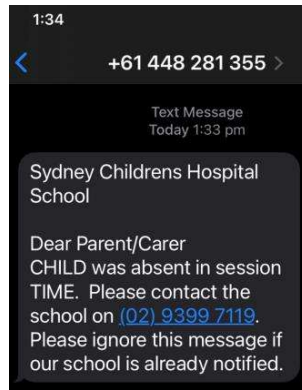 1:34
+61 448 281 355
Text Message
Today 1:33 pm
Sydney Childrens Hospital
School
Dear Parent/Carer
CHILD was absent in session
TIME.  Please contact the
school on (02) 9399 7119.
Please ignore this message if
our school is already notified.